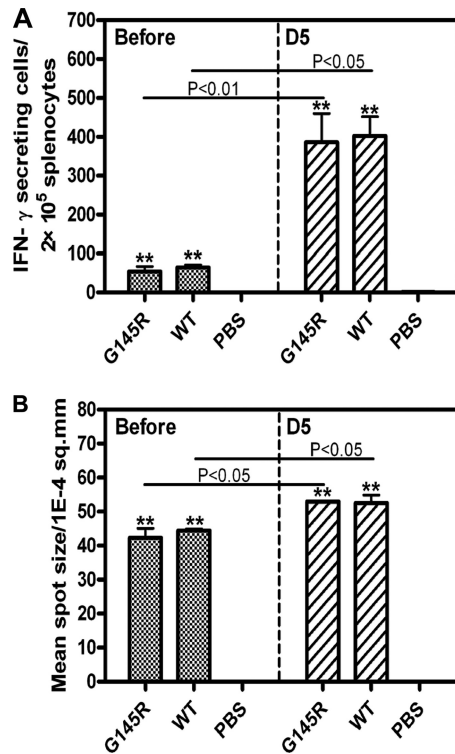 A
Before
D5
P<0.05
P<0.01
**
**
**
**
IFN- γ secreting cells/
2× 10⁵ splenocytes
700
600
500
400
300
200
100
0
G145R
WT
PBS
G145R
WT
PBS
B
Before
D5
P<0.05
P<0.05
**
**
**
**
Mean spot size/1E-4 sq.mm
80
70
60
50
40
30
20
10
0
G145R
WT
PBS
G145R
WT
PBS